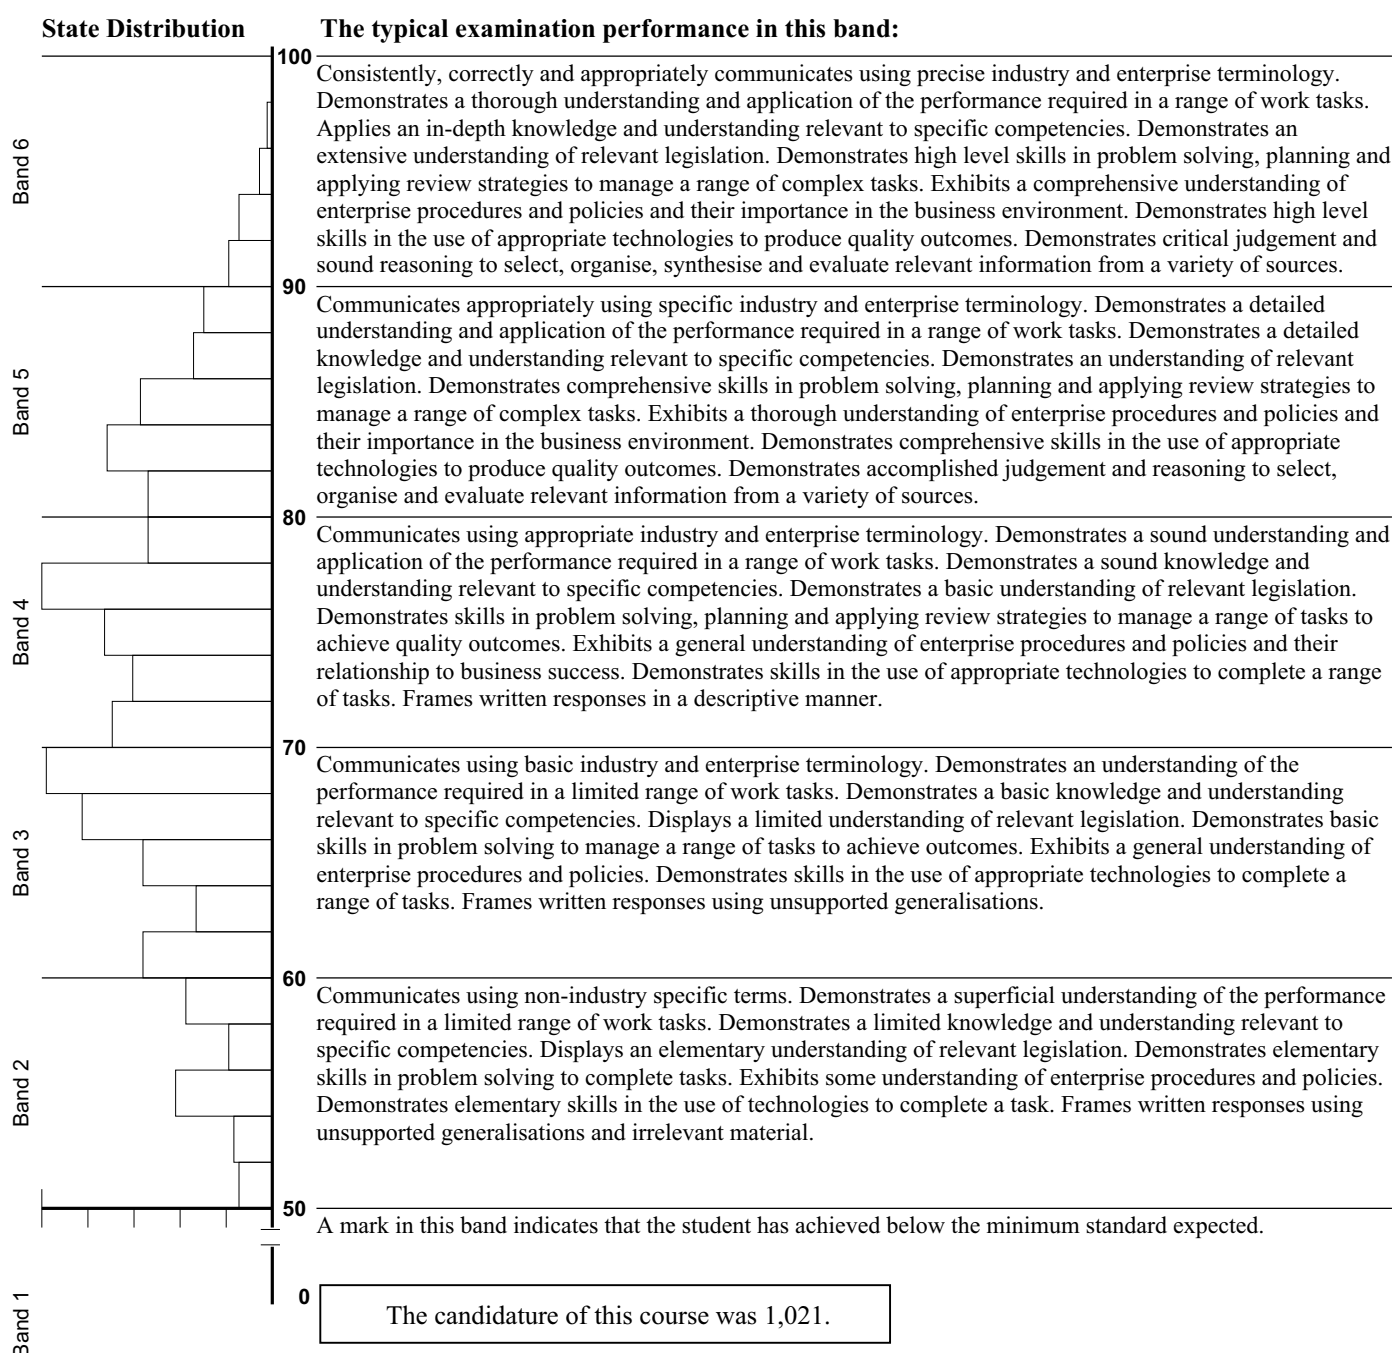 State Distribution
The typical examination performance in this band:
100
Band 6
Consistently, correctly and appropriately communicates using precise industry and enterprise terminology.
Demonstrates a thorough understanding and application of the performance required in a range of work tasks.
Applies an in-depth knowledge and understanding relevant to specific competencies. Demonstrates an
extensive understanding of relevant legislation. Demonstrates high level skills in problem solving, planning and
applying review strategies to manage a range of complex tasks. Exhibits a comprehensive understanding of
enterprise procedures and policies and their importance in the business environment. Demonstrates high level
skills in the use of appropriate technologies to produce quality outcomes. Demonstrates critical judgement and
sound reasoning to select, organise, synthesise and evaluate relevant information from a variety of sources.
90
Band 5
Communicates appropriately using specific industry and enterprise terminology. Demonstrates a detailed
understanding and application of the performance required in a range of work tasks. Demonstrates a detailed
knowledge and understanding relevant to specific competencies. Demonstrates an understanding of relevant
legislation. Demonstrates comprehensive skills in problem solving, planning and applying review strategies to
manage a range of complex tasks. Exhibits a thorough understanding of enterprise procedures and policies and
their importance in the business environment. Demonstrates comprehensive skills in the use of appropriate
technologies to produce quality outcomes. Demonstrates accomplished judgement and reasoning to select,
organise and evaluate relevant information from a variety of sources.
80
Band 4
Communicates using appropriate industry and enterprise terminology. Demonstrates a sound understanding and
application of the performance required in a range of work tasks. Demonstrates a sound knowledge and
understanding relevant to specific competencies. Demonstrates a basic understanding of relevant legislation.
Demonstrates skills in problem solving, planning and applying review strategies to manage a range of tasks to
achieve quality outcomes. Exhibits a general understanding of enterprise procedures and policies and their
relationship to business success. Demonstrates skills in the use of appropriate technologies to complete a range
of tasks. Frames written responses in a descriptive manner.
70
Band 3
Communicates using basic industry and enterprise terminology. Demonstrates an understanding of the
performance required in a limited range of work tasks. Demonstrates a basic knowledge and understanding
relevant to specific competencies. Displays a limited understanding of relevant legislation. Demonstrates basic
skills in problem solving to manage a range of tasks to achieve outcomes. Exhibits a general understanding of
enterprise procedures and policies. Demonstrates skills in the use of appropriate technologies to complete a
range of tasks. Frames written responses using unsupported generalisations.
60
Band 2
Communicates using non-industry specific terms. Demonstrates a superficial understanding of the performance
required in a limited range of work tasks. Demonstrates a limited knowledge and understanding relevant to
specific competencies. Displays an elementary understanding of relevant legislation. Demonstrates elementary
skills in problem solving to complete tasks. Exhibits some understanding of enterprise procedures and policies.
Demonstrates elementary skills in the use of technologies to complete a task. Frames written responses using
unsupported generalisations and irrelevant material.
50
A mark in this band indicates that the student has achieved below the minimum standard expected.
Band 1
0
The candidature of this course was 1,021.